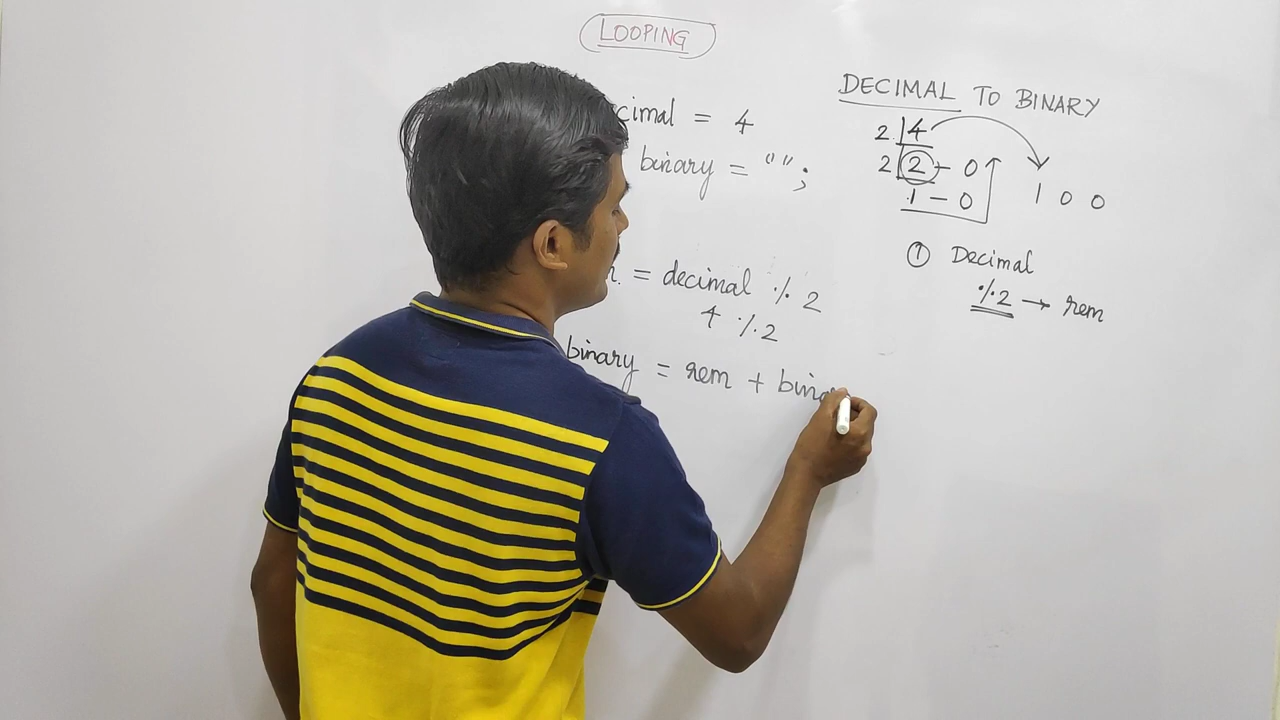 LOOPING
cimal = 4
binary = "";
= decimal % 2
4 % 2
binary = rem + bina
DECIMAL TO BINARY
2 4
2 2 - 0
1 - 0
1 0 0
① Decimal
% 2 → rem